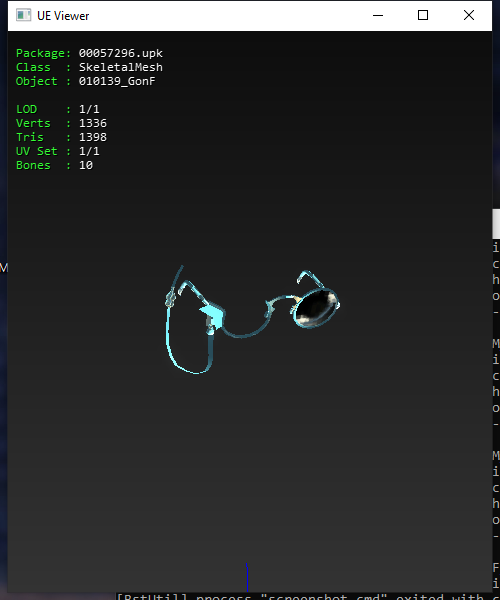 UE Viewer
Package: 00057296.upk
Class : SkeletalMesh
Object : 010139_GonF
LOD : 1/1
Verts : 1336
Tris : 1398
UV Set : 1/1
Bones : 10
M
i
c
h
o
-
M
i
c
h
o
-
M
i
c
h
o
-
F
i
[BstUtil] process "screenshot.cmd" exited with c